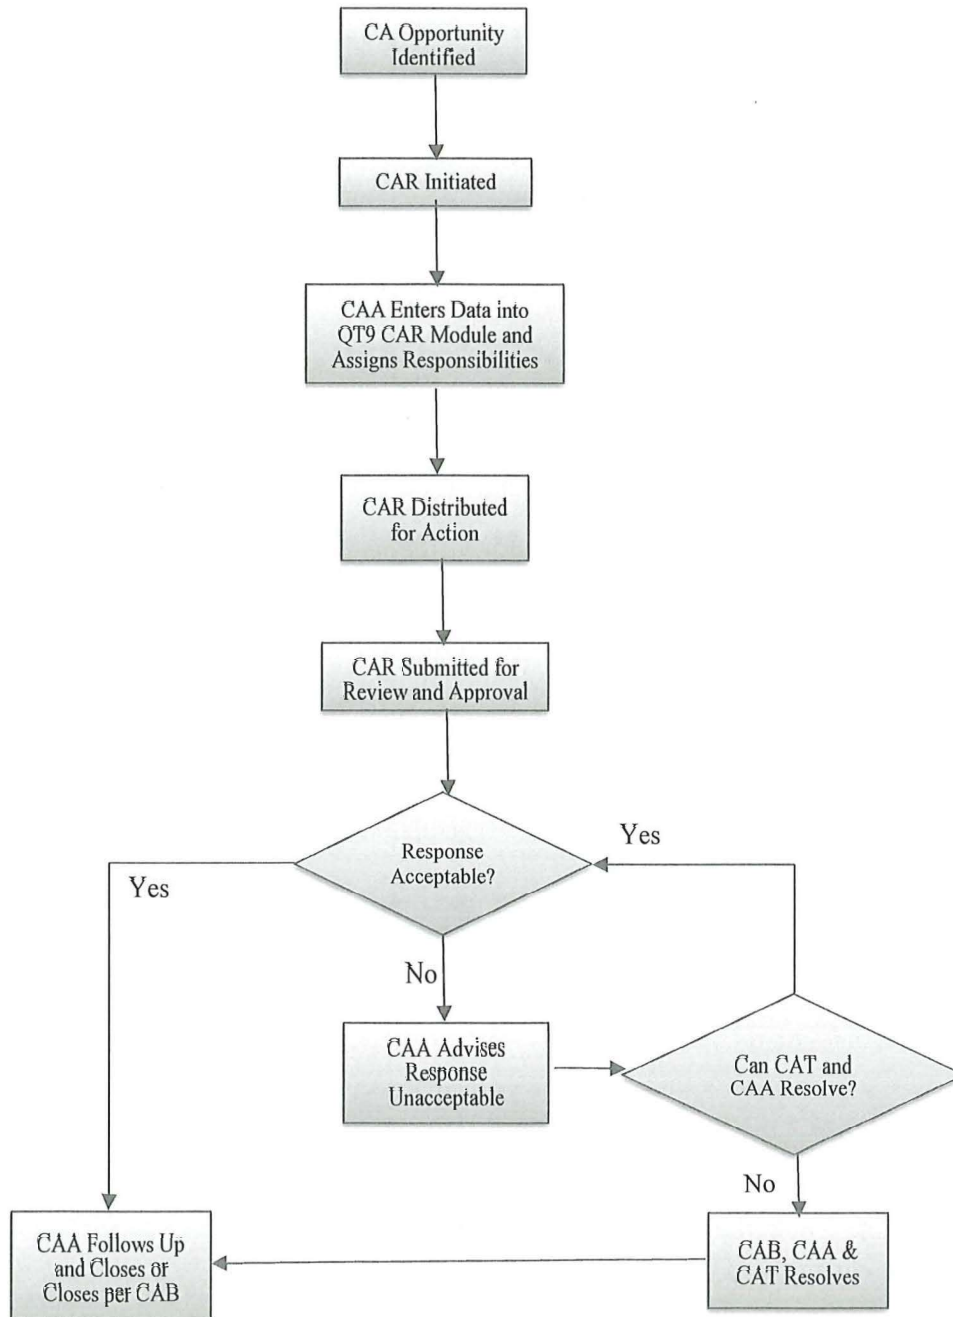 CA Opportunity
Identified
CAR Initiated
CAA Enters Data into
QT9 CAR Module and
Assigns Responsibilities
CAR Distributed
for Action
CAR Submitted for
Review and Approval
Response
Acceptable?
Yes
Yes
No
CAA Advises
Response
Unacceptable
Can CAT and
CAA Resolve?
No
CAA Follows Up
and Closes or
Closes per CAB
CAB, CAA &
CAT Resolves